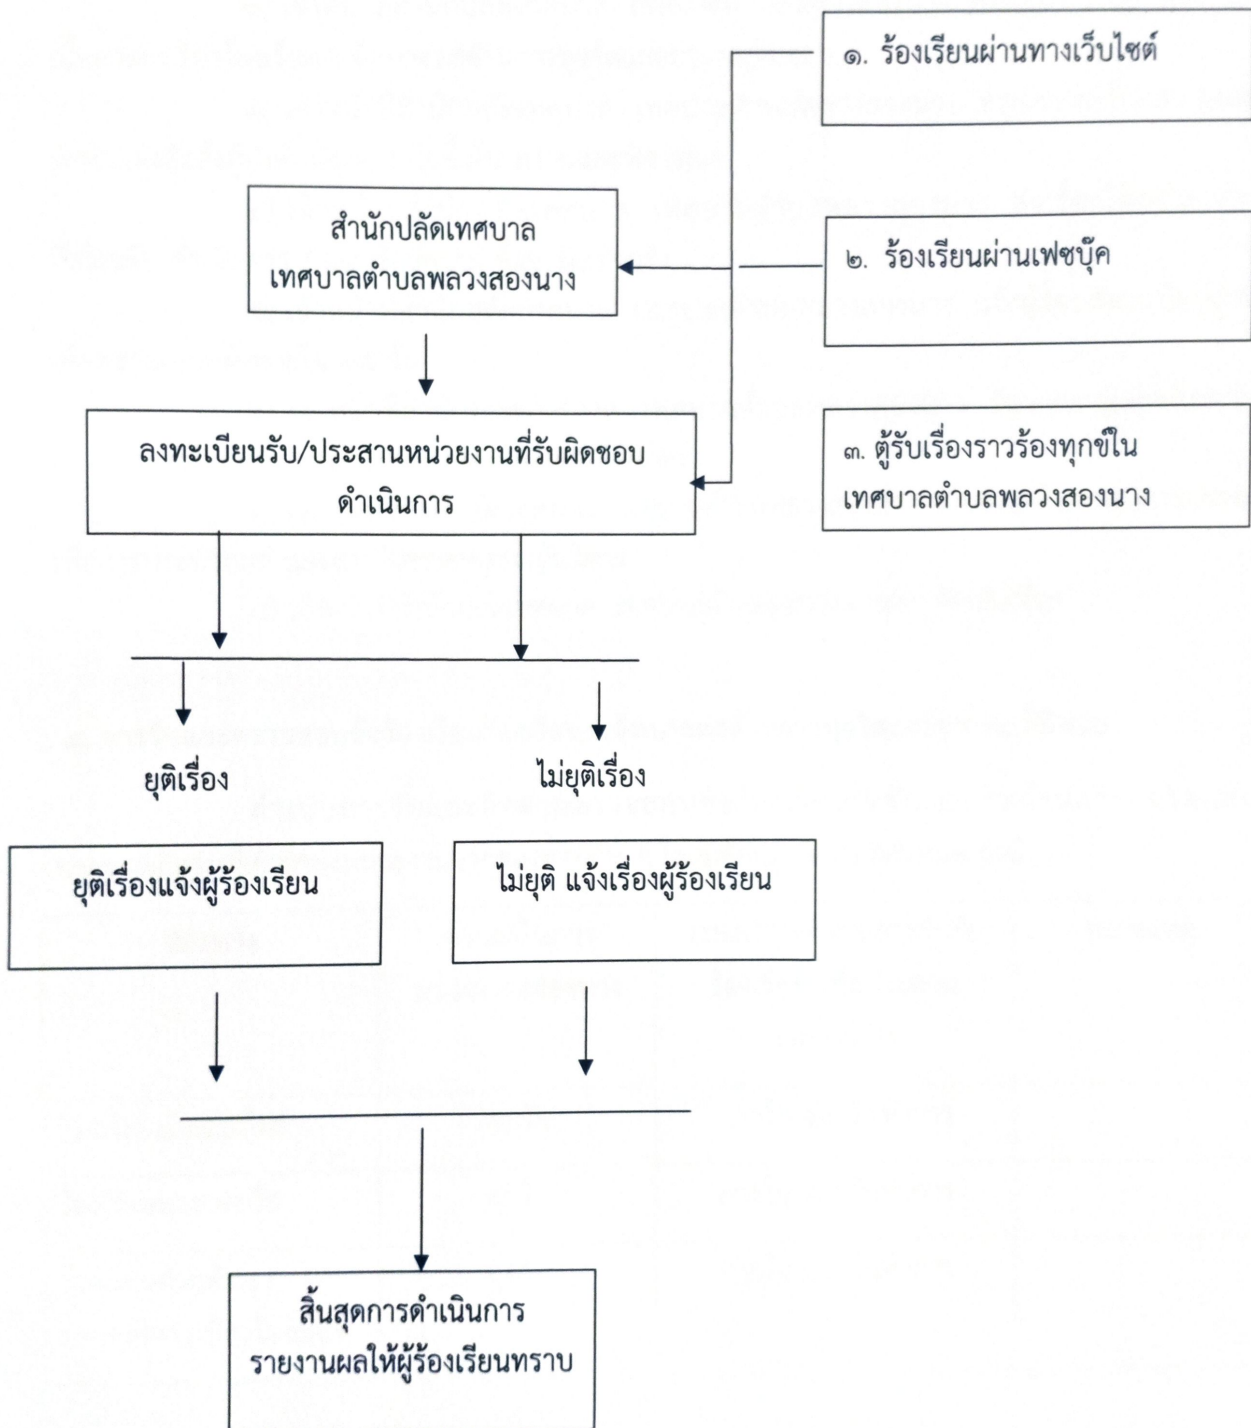 ๑. ร้องเรียนผ่านทางเว็บไซต์
สำนักปลัดเทศบาล
เทศบาลตำบลพลวงสองนาง
๒. ร้องเรียนผ่านเฟซบุ๊ค
ลงทะเบียนรับ/ประสานหน่วยงานที่รับผิดชอบ
ดำเนินการ
๓. ตู้รับเรื่องราวร้องทุกข์ใน
เทศบาลตำบลพลวงสองนาง
ยุติเรื่อง
ไม่ยุติเรื่อง
ยุติเรื่องแจ้งผู้ร้องเรียน
ไม่ยุติ แจ้งเรื่องผู้ร้องเรียน
สิ้นสุดการดำเนินการ
รายงานผลให้ผู้ร้องเรียนทราบ